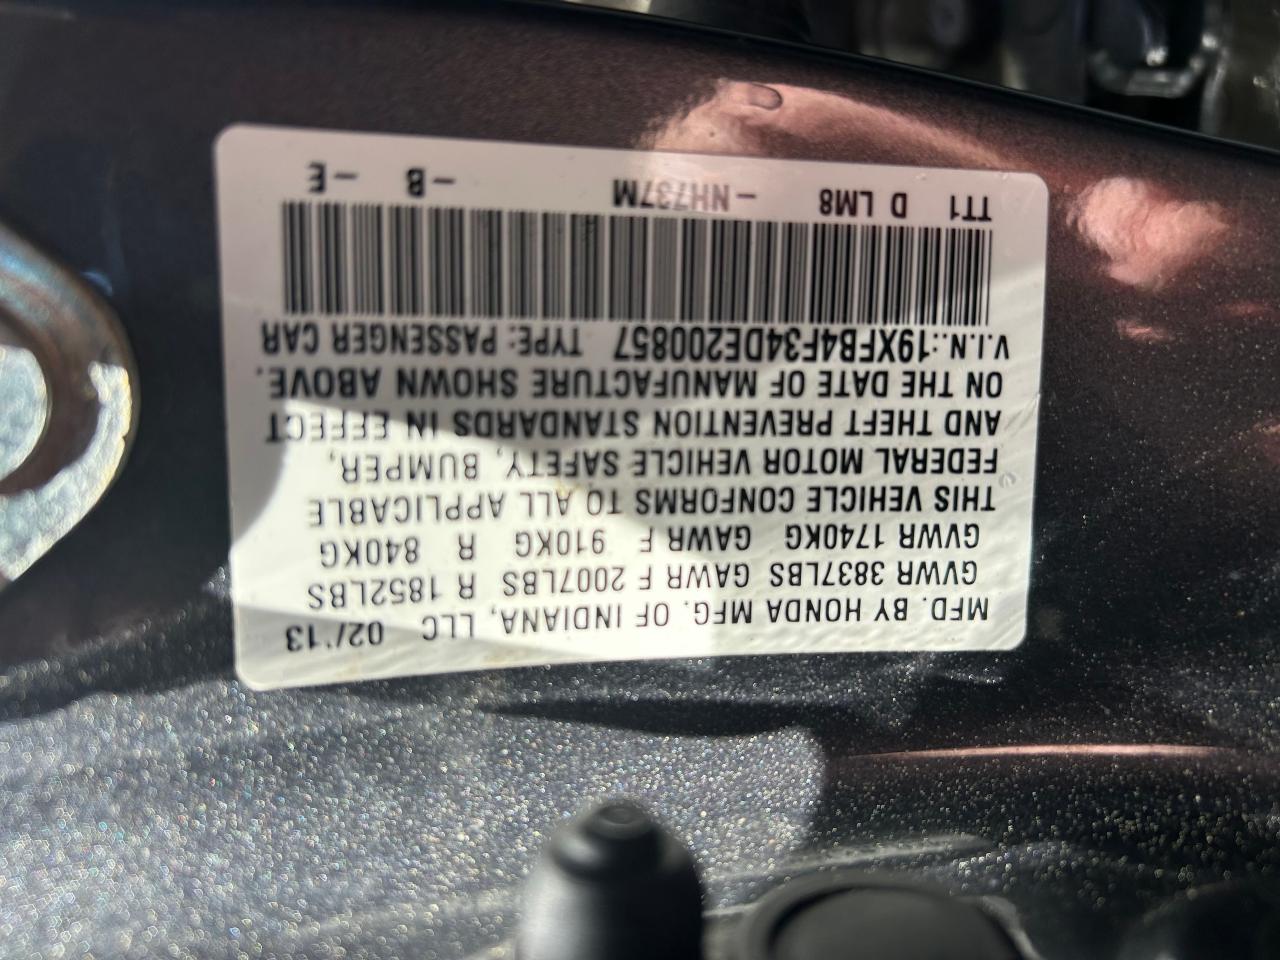 MFD. BY HONDA MFG. OF INDIANA, LLC 02/'13
GVWR 3837LBS GAWR F 2007LBS R 1852LBS
GVWR 1740KG GAWR F 910KG R 840KG
THIS VEHICLE CONFORMS TO ALL APPLICABLE
FEDERAL MOTOR VEHICLE SAFETY, BUMPER,
AND THEFT PREVENTION STANDARDS IN EFFECT
ON THE DATE OF MANUFACTURE SHOWN ABOVE.
V.I.N.:19XFB4F34DE200857 TYPE: PASSENGER CAR
TT1 D LM8 –NH737M –B –E